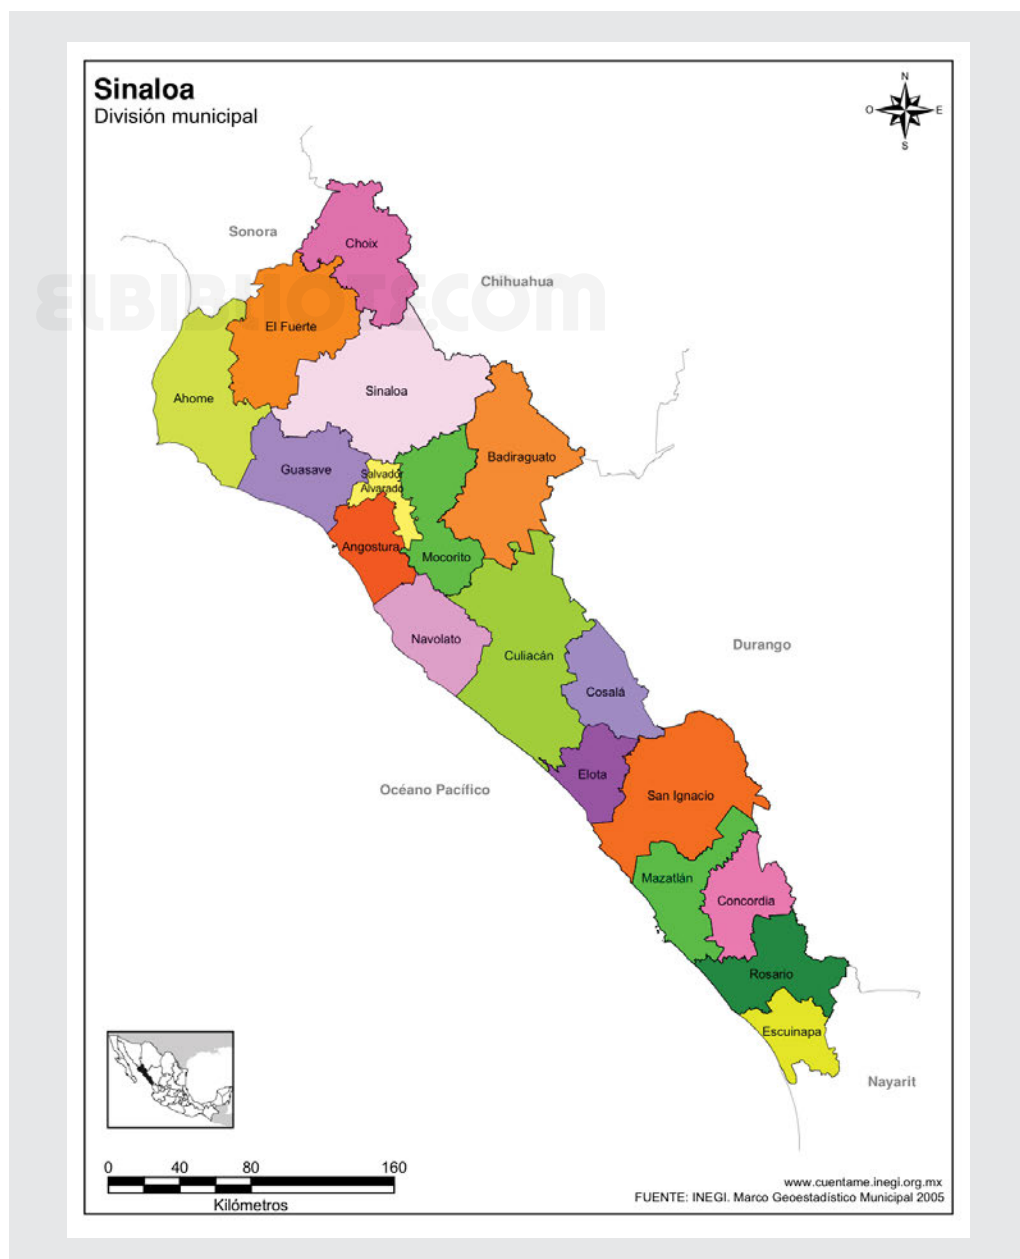 Sinaloa
División municipal
N
O
E
S
Sonora
Choix
Chihuahua
ELBIBLIOTE.COM
El Fuerte
Ahome
Sinaloa
Guasave
Salvador
Alvarado
Badiraguato
Angostura
Mocorito
Navolato
Culiacán
Durango
Cosalá
Elota
Océano Pacífico
San Ignacio
Mazatlán
Concordia
Rosario
Escuinapa
Nayarit
0 40 80 160
Kilómetros
www.cuentame.inegi.org.mx
FUENTE: INEGI. Marco Geoestadístico Municipal 2005